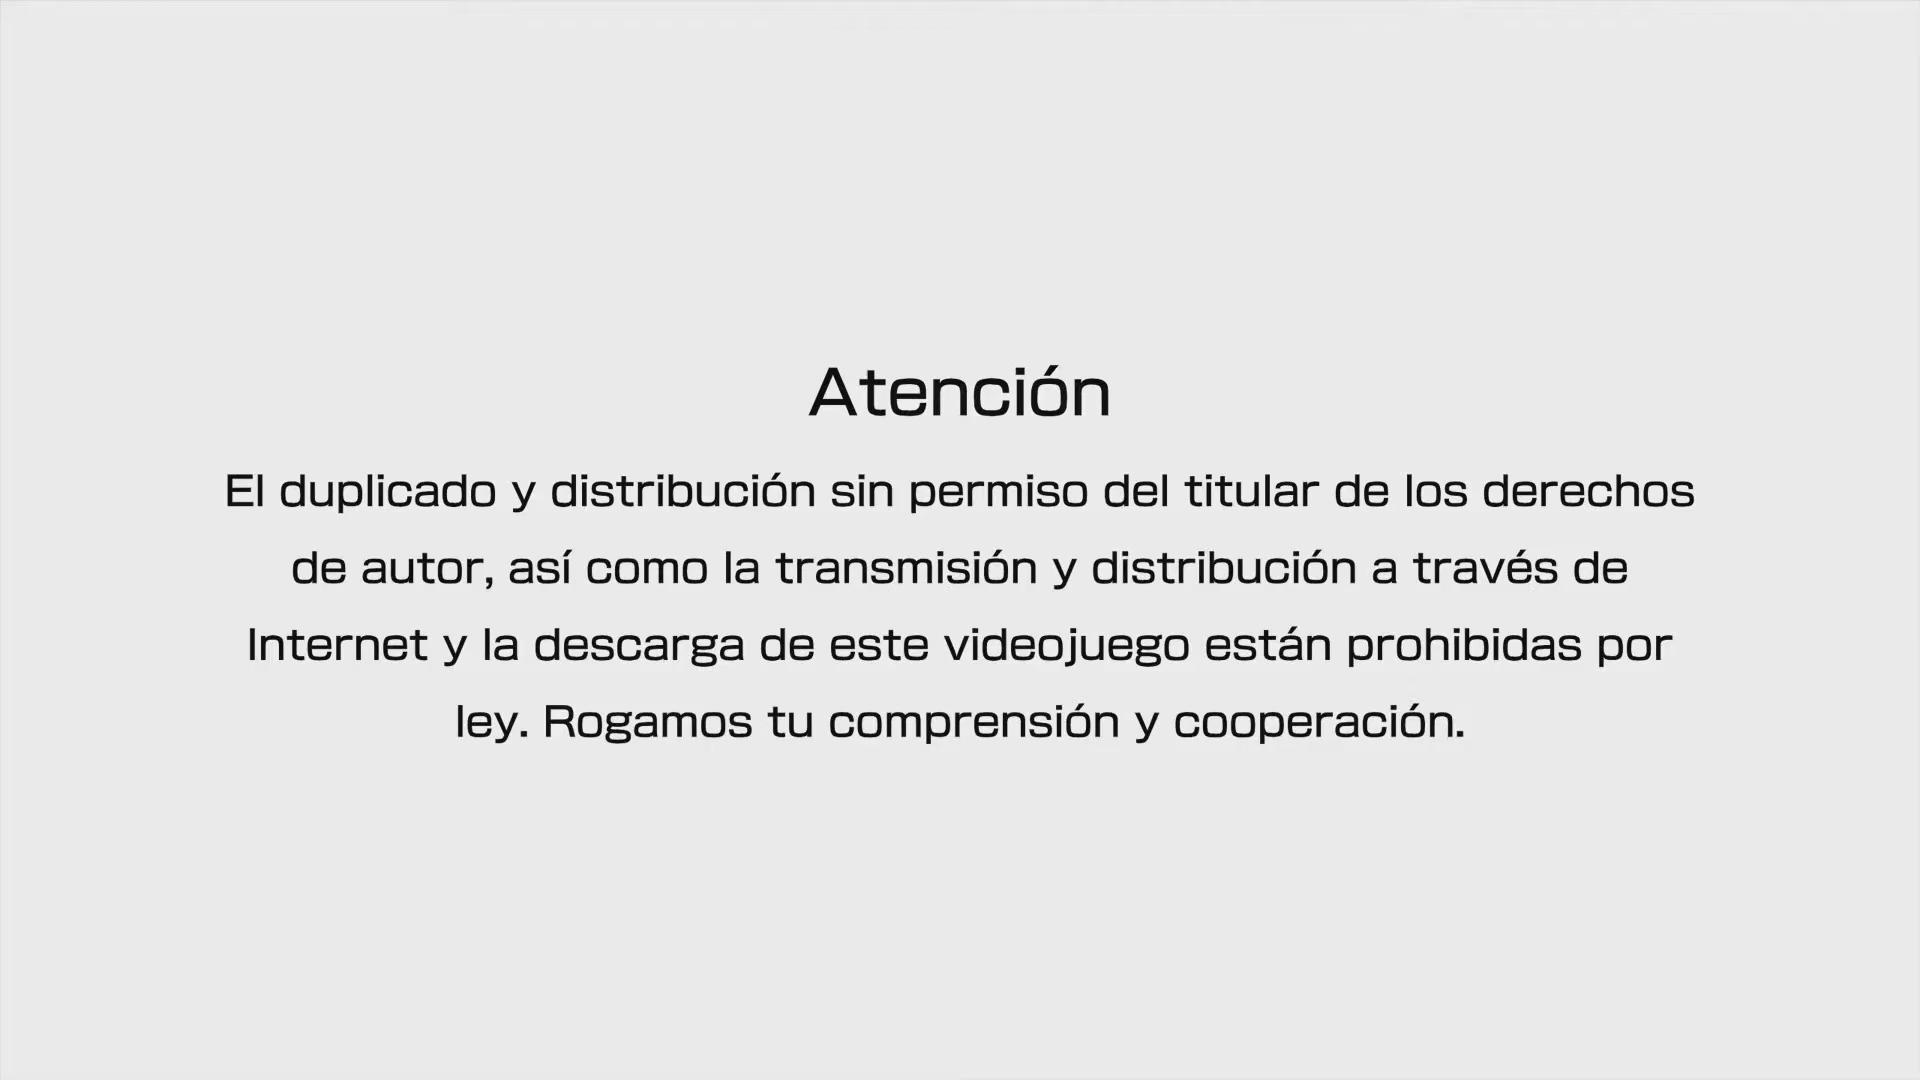 Atención
El duplicado y distribución sin permiso del titular de los derechos
de autor, así como la transmisión y distribución a través de
Internet y la descarga de este videojuego están prohibidas por
ley. Rogamos tu comprensión y cooperación.